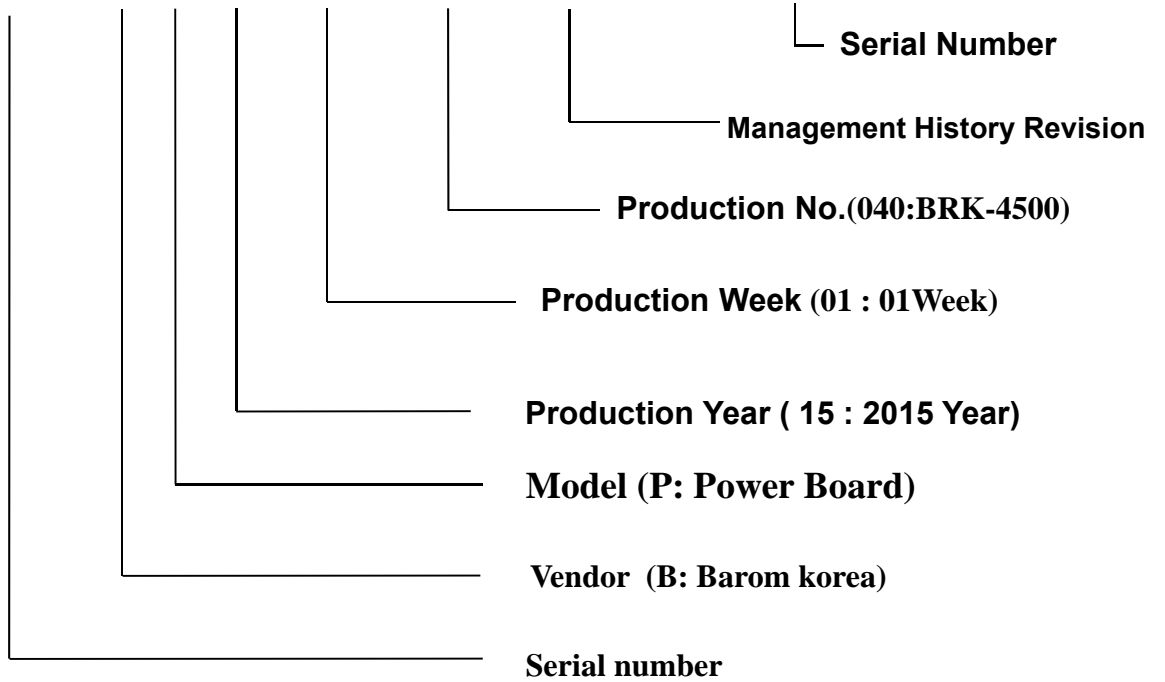 Serial Number
Management History Revision
Production No.(040:BRK-4500)
Production Week (01 : 01Week)
Production Year ( 15 : 2015 Year)
Model (P: Power Board)
Vendor (B: Barom korea)
Serial number